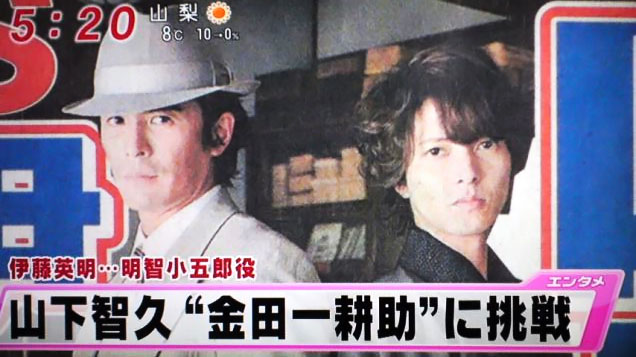 5:20
山梨
8℃ 10→0%
伊藤英明…明智小五郎役
エンタメ
山下智久“金田一耕助”に挑戦